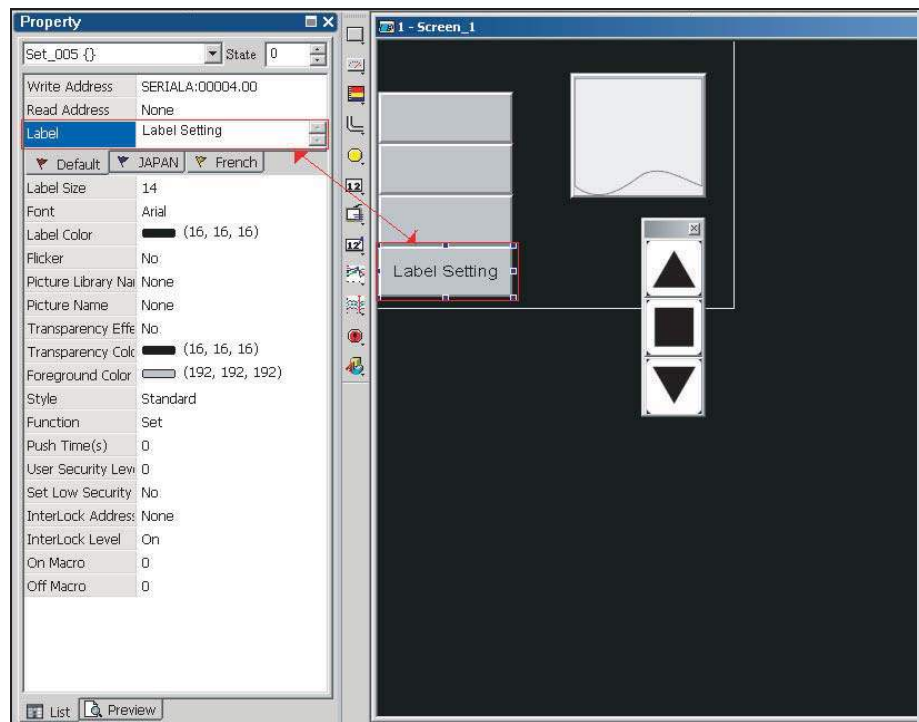 Property
Set_005 {} State 0
Write Address SERIALA:00004.00
Read Address None
Label Label Setting
Default JAPAN French
Label Size 14
Font Arial
Label Color (16, 16, 16)
Flicker No
Picture Library Nai None
Picture Name None
Transparency Effe No
Transparency Colc (16, 16, 16)
Foreground Color (192, 192, 192)
Style Standard
Function Set
Push Time(s) 0
User Security Leve 0
Set Low Security No
InterLock Address None
InterLock Level On
On Macro 0
Off Macro 0
List Preview
1 - Screen_1
12
12
Label Setting